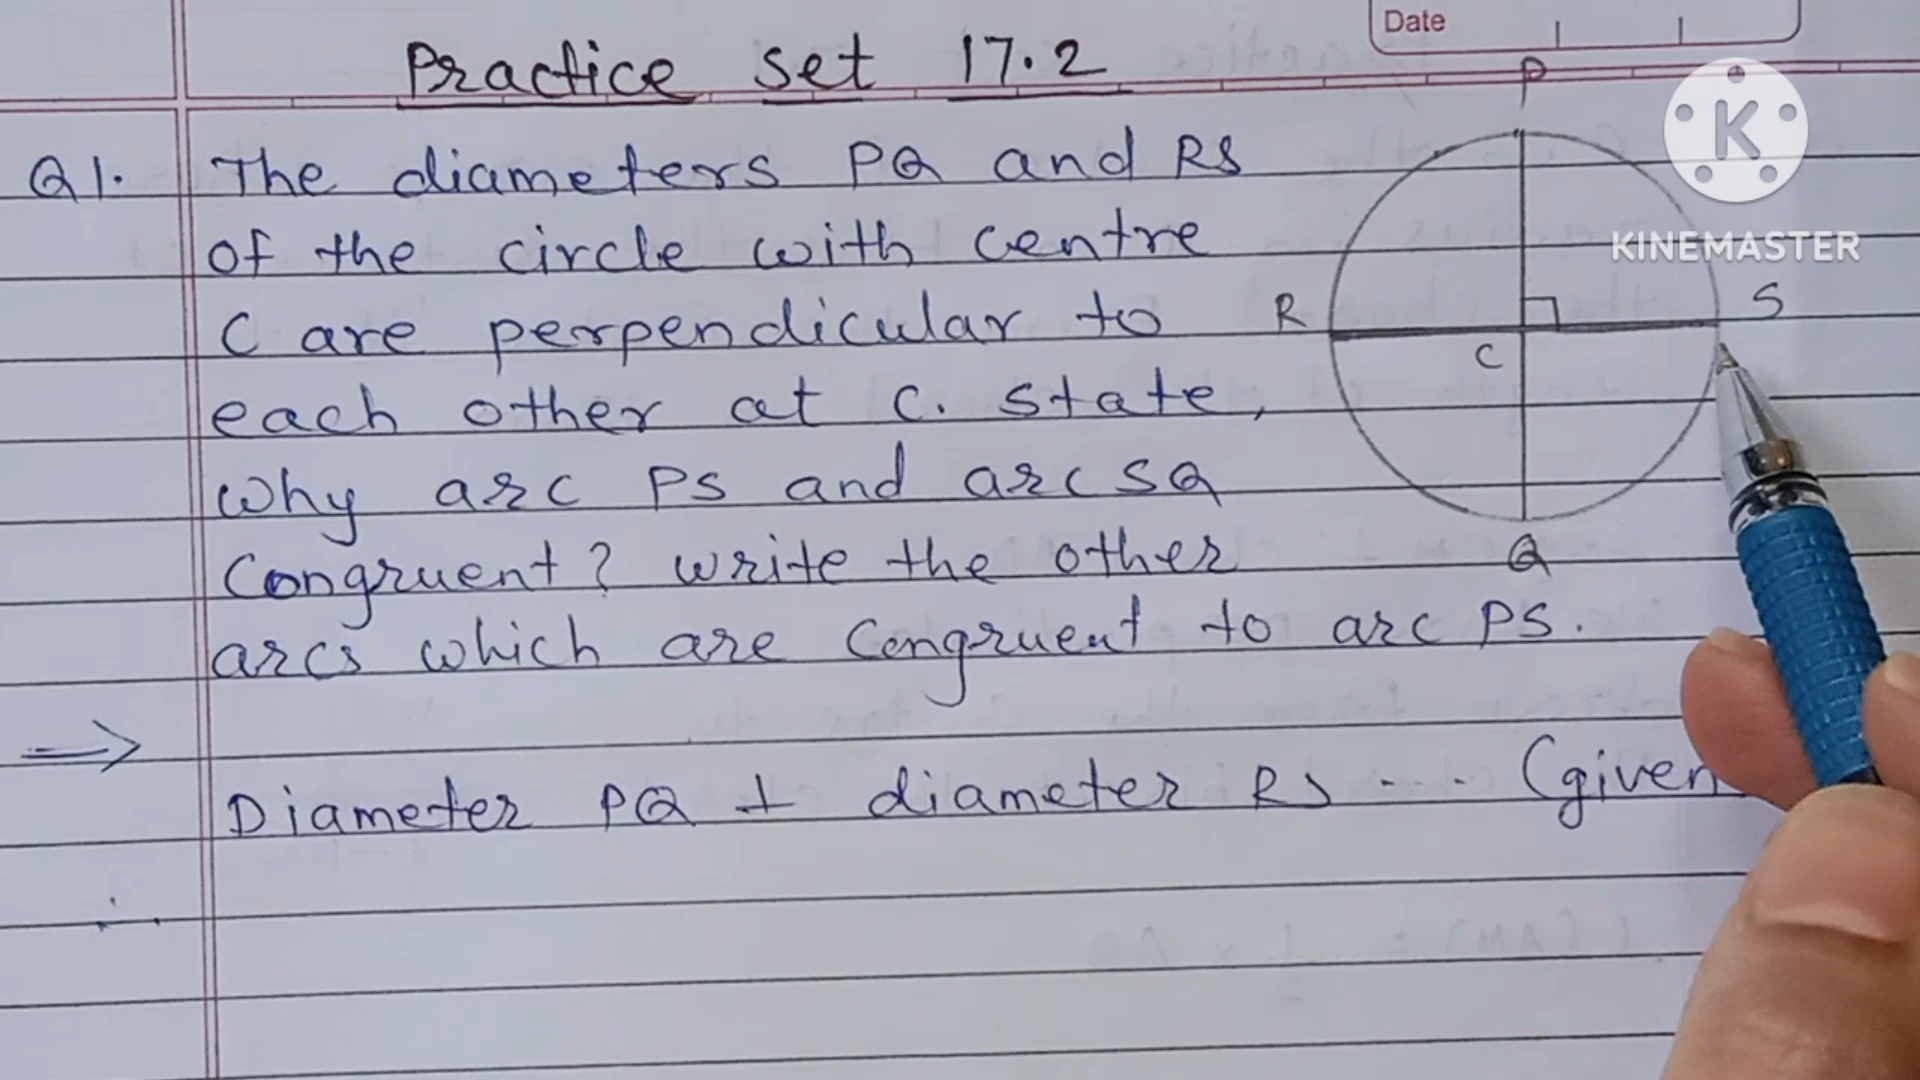 Date
Practice set 17.2
P
K
KINEMASTER
Q1. The diameters PQ and RS
of the circle with centre
C are perpendicular to
each other at C. state,
why arc PS and arc SQ
Congruent? write the other
arcs which are Congruent to arc PS.
R
S
C
Q
⇒
Diameter PQ ⊥ diameter RS ---- (given
∴